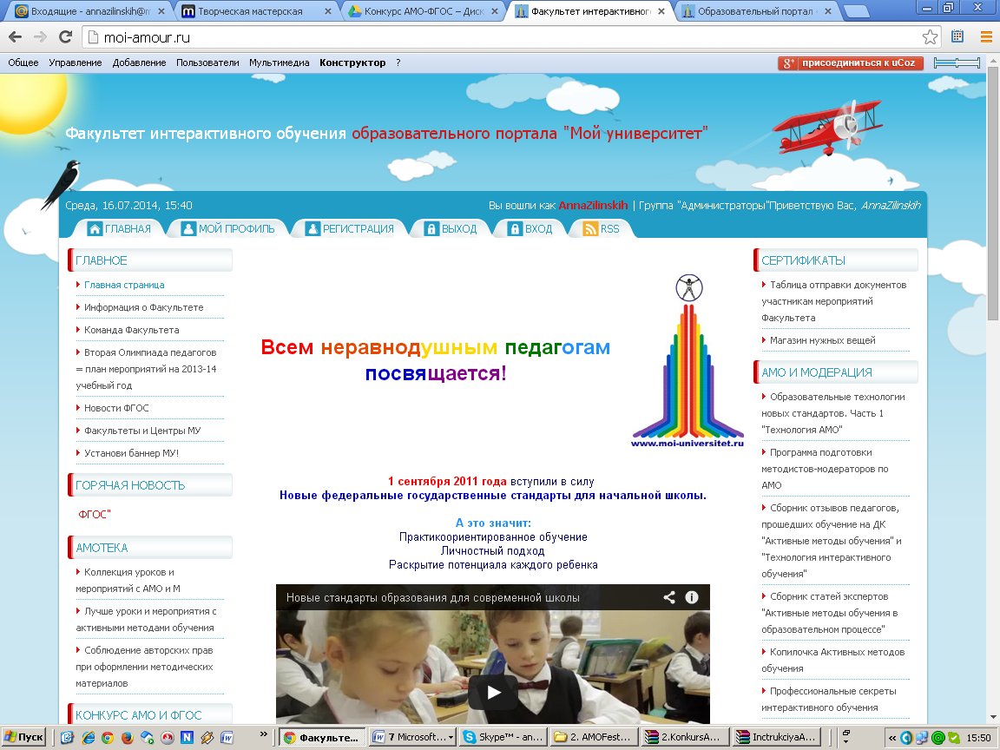 Входящие - annazilinskih@m
Творческая мастерская
Конкурс АМО-ФГОС – Диск
Факультет интерактивног
Образовательный портал -
moi-amour.ru
Общее Управление Добавление Пользователи Мультимедиа Конструктор ?
присоединиться к uCoz
Факультет интерактивного обучения образовательного портала "Мой университет"
Среда, 16.07.2014, 15:40
Вы вошли как AnnaZilinskih | Группа "Администраторы"Приветствую Вас, AnnaZilinskih
ГЛАВНАЯ МОЙ ПРОФИЛЬ РЕГИСТРАЦИЯ ВЫХОД ВХОД RSS
ГЛАВНОЕ
Главная страница
Информация о Факультете
Команда Факультета
Вторая Олимпиада педагогов
= план мероприятий на 2013-14
учебный год
Новости ФГОС
Факультеты и Центры МУ
Установи баннер МУ!
ГОРЯЧАЯ НОВОСТЬ
ФГОС"
АМОТЕКА
Коллекция уроков и
мероприятий с АМО и М
Лучше уроки и мероприятия с
активными методами обучения
Соблюдение авторских прав
при оформлении методических
материалов
КОНКУРС АМО И ФГОС
Всем неравнодушным педагогам
посвящается!
www.moi-universitet.ru
1 сентября 2011 года вступили в силу
Новые федеральные государственные стандарты для начальной школы.
А это значит:
Практикоориентированное обучение
Личностный подход
Раскрытие потенциала каждого ребенка
Новые стандарты образования для современной школы
СЕРТИФИКАТЫ
Таблица отправки документов
участникам мероприятий
Факультета
Магазин нужных вещей
АМО И МОДЕРАЦИЯ
Образовательные технологии
новых стандартов. Часть 1
"Технология АМО"
Программа подготовки
методистов-модераторов по
АМО
Сборник отзывов педагогов,
прошедших обучение на ДК
"Активные методы обучения" и
"Технология интерактивного
обучения"
Сборник статей экспертов
"Активные методы обучения в
образовательном процессе"
Копилочка Активных методов
обучения
Профессиональные секреты
интерактивного обучения
Пуск
»
Факульте...
7 Microsoft...
Skype™ - an...
2. AMOFest...
2.KonkursA...
InctrukciyaA...
«
15:50